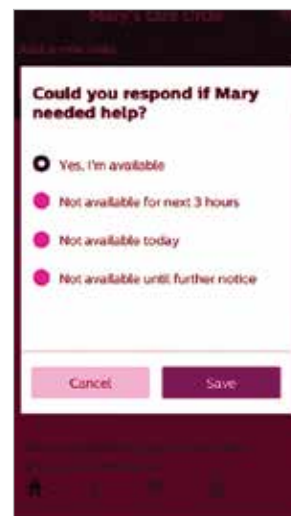 Mary's Care Circle
Could you respond if Mary
needed help?
Yes, I'm available
Not available for next 3 hours
Not available today
Not available until further notice
Cancel
Save